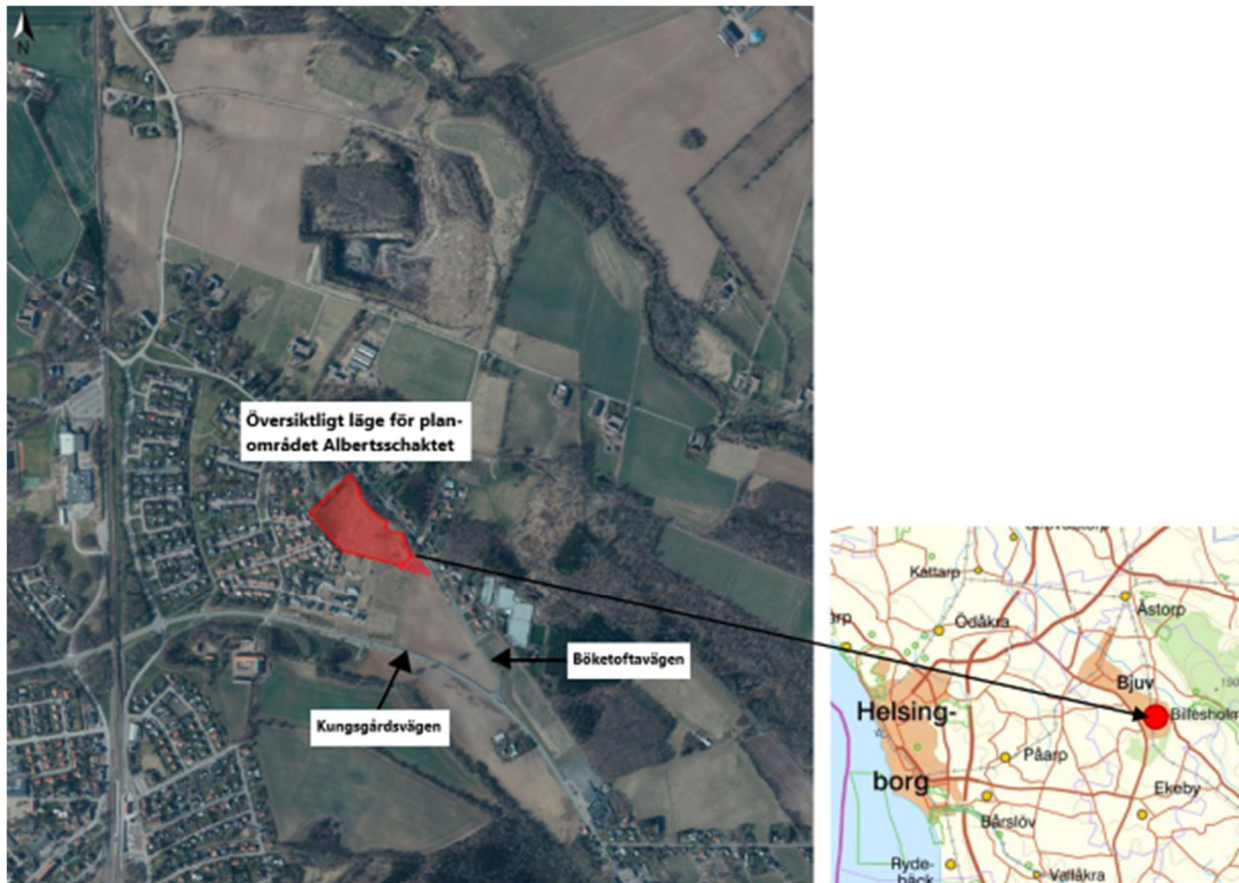 N
Översiktligt läge för plan-
området Albertsschaktet
Böketoftavägen
Kungsgårdsvägen
Kattarp
Åstorp
Ödåkra
Bjuv
Billesholm
Helsing-
borg
Påarp
Ekeby
Bårslöv
Ryde-
bäck
Vallåkra